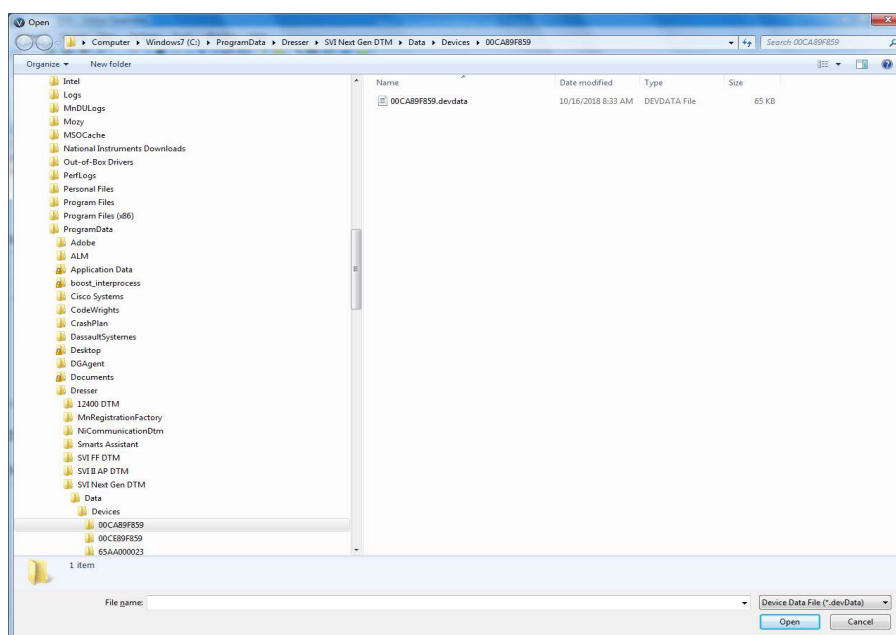 Open
Computer ▸ Windows7 (C:) ▸ ProgramData ▸ Dresser ▸ SVI Next Gen DTM ▸ Data ▸ Devices ▸ 00CA89F859
Search 00CA89F859
Organize ▾ New folder
Name Date modified Type Size
00CA89F859.devdata 10/16/2018 8:33 AM DEVDATA File 65 KB
Intel
Logs
MnDULogs
Mozy
MSOCache
National Instruments Downloads
Out-of-Box Drivers
PerfLogs
Personal Files
Program Files
Program Files (x86)
ProgramData
Adobe
ALM
Application Data
boost_interprocess
Cisco Systems
CodeWrights
CrashPlan
DassaultSystemes
Desktop
DGAgent
Documents
Dresser
12400 DTM
MnRegistrationFactory
NiCommunicationDtm
Smarts Assistant
SVI FF DTM
SVI II AP DTM
SVI Next Gen DTM
Data
Devices
00CA89F859
00CE89F859
65AA000023
1 item
File name:
Device Data File (*.devData)
Open Cancel